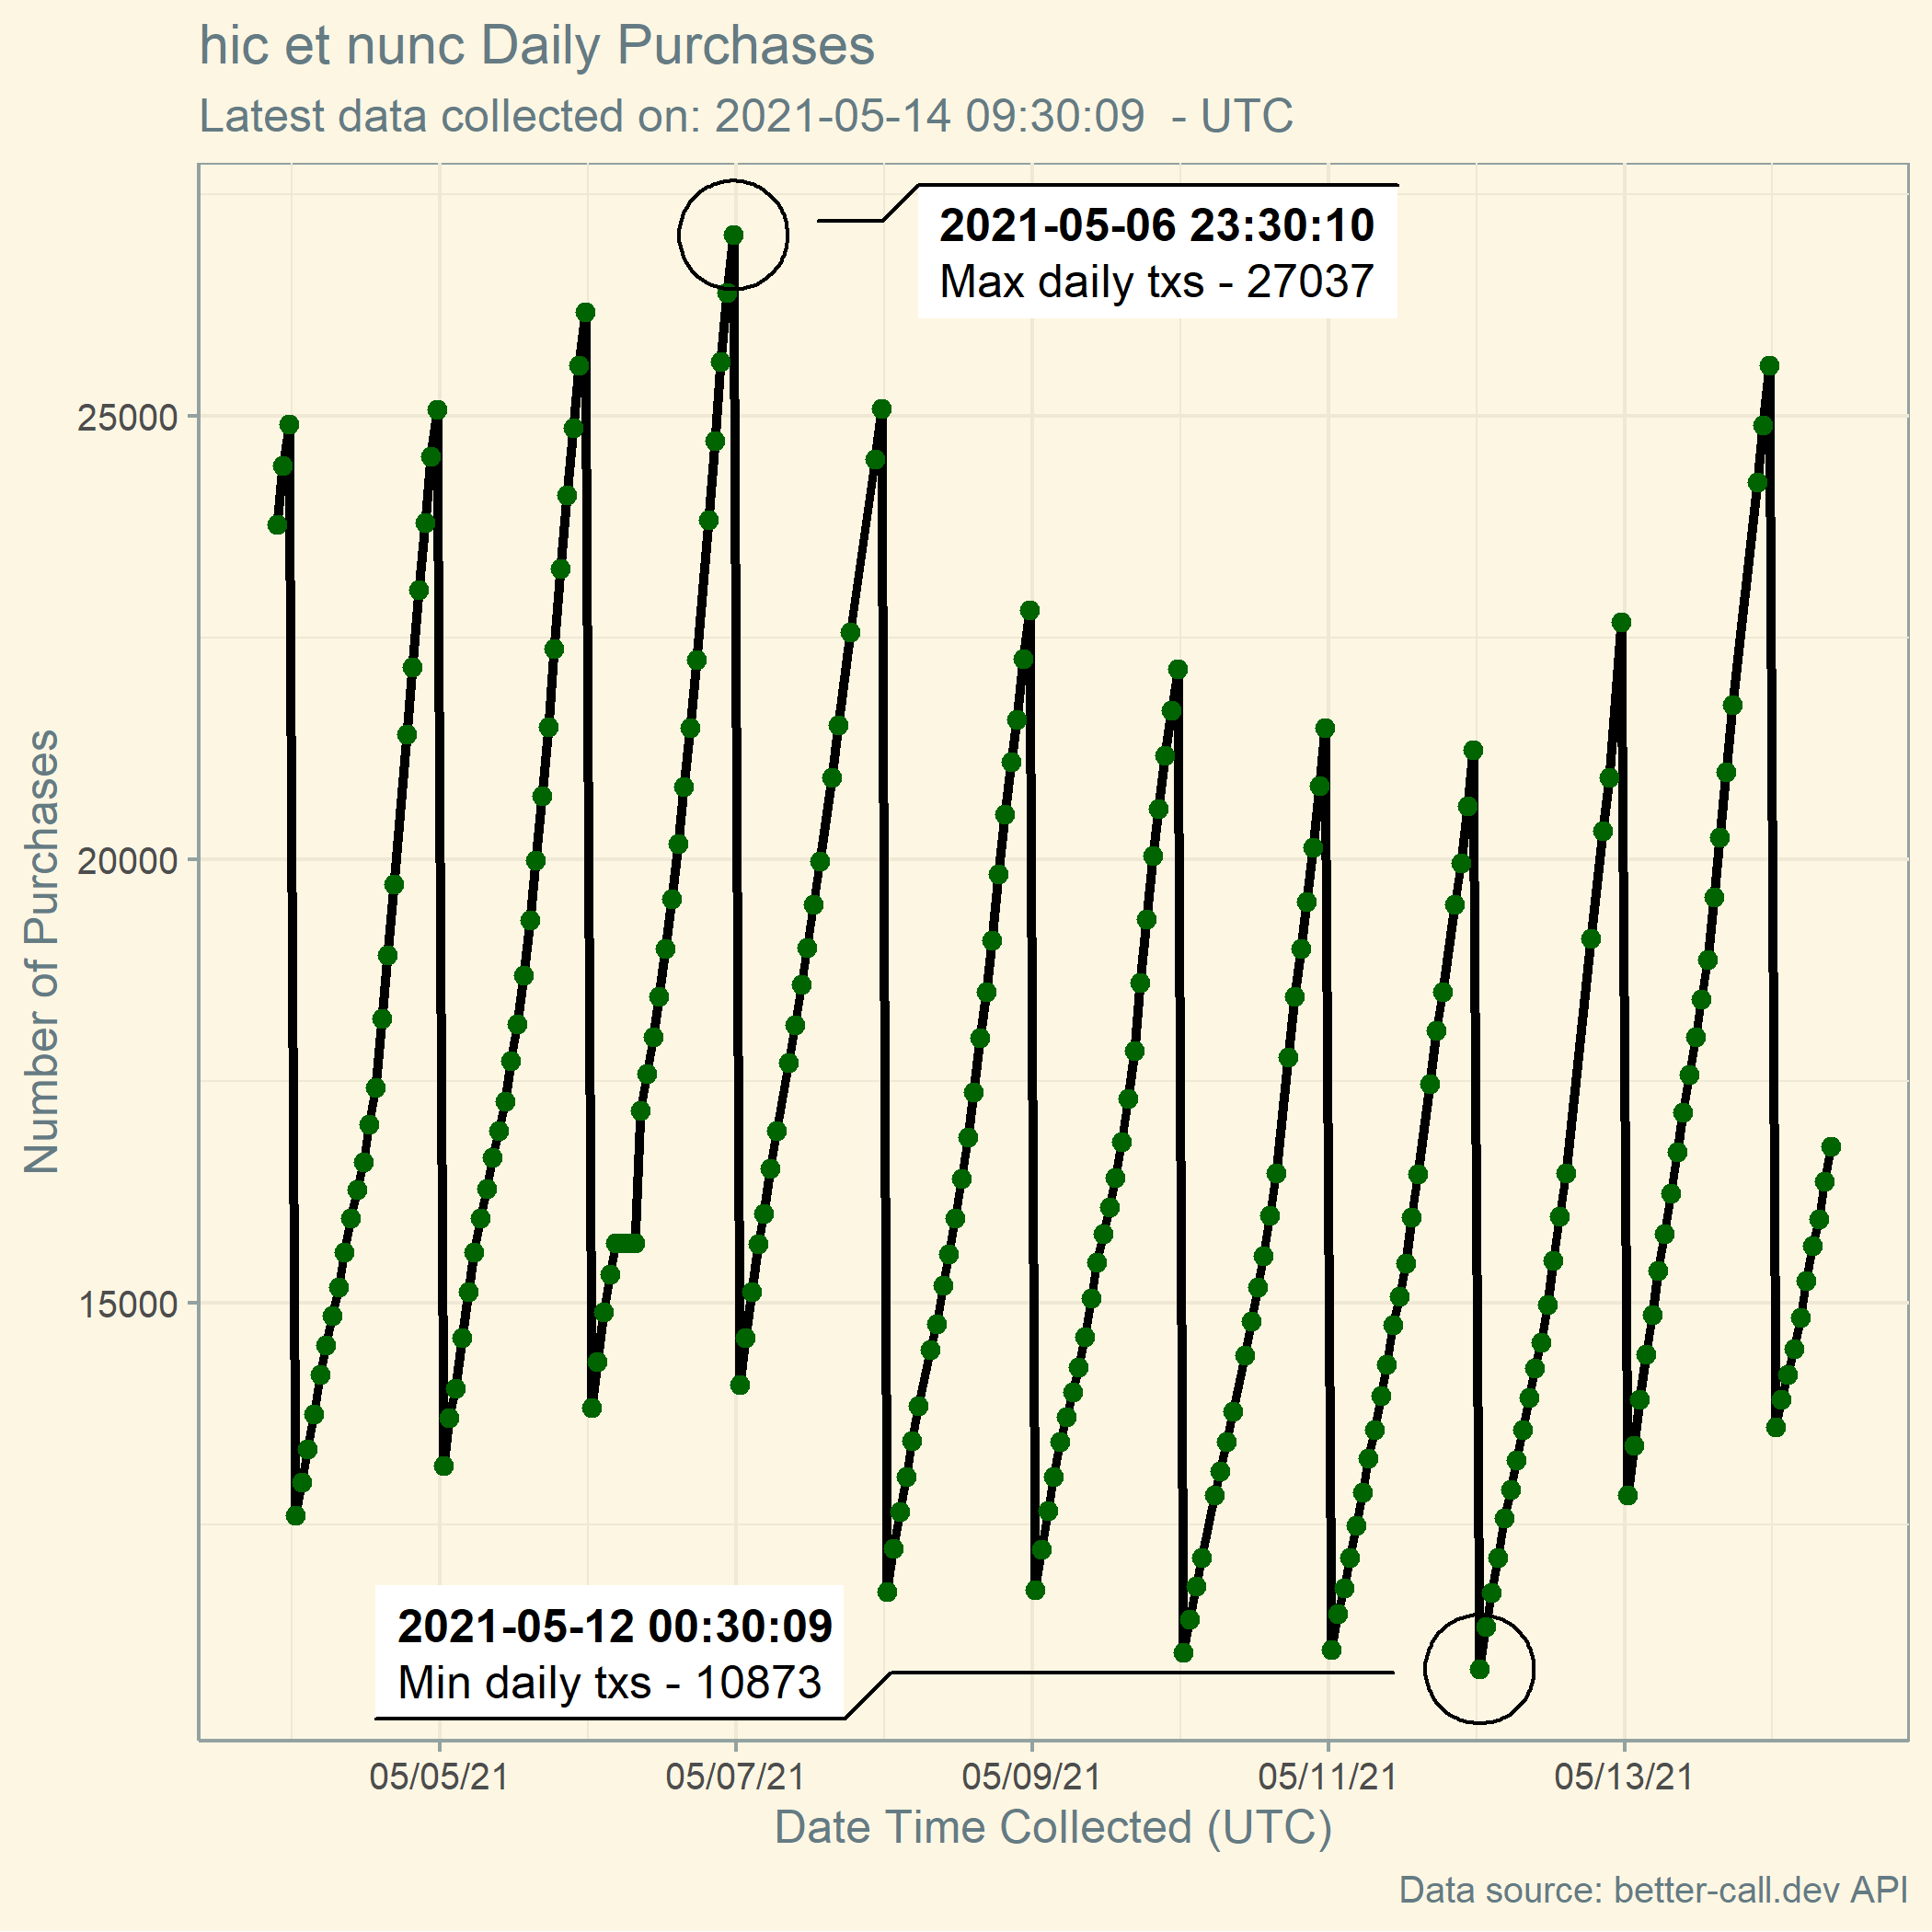 hic et nunc Daily Purchases
Latest data collected on: 2021-05-14 09:30:09  - UTC
2021-05-06 23:30:10
Max daily txs - 27037
25000
20000
15000
Number of Purchases
2021-05-12 00:30:09
Min daily txs - 10873
05/05/21
05/07/21
05/09/21
05/11/21
05/13/21
Date Time Collected (UTC)
Data source: better-call.dev API